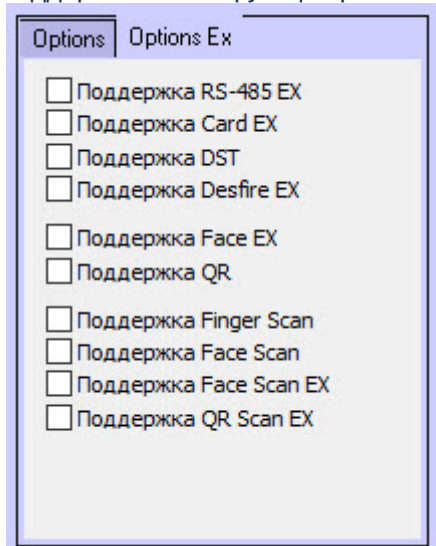 Options
Options Ex
Поддержка RS-485 EX
Поддержка Card EX
Поддержка DST
Поддержка Desfire EX
Поддержка Face EX
Поддержка QR
Поддержка Finger Scan
Поддержка Face Scan
Поддержка Face Scan EX
Поддержка QR Scan EX